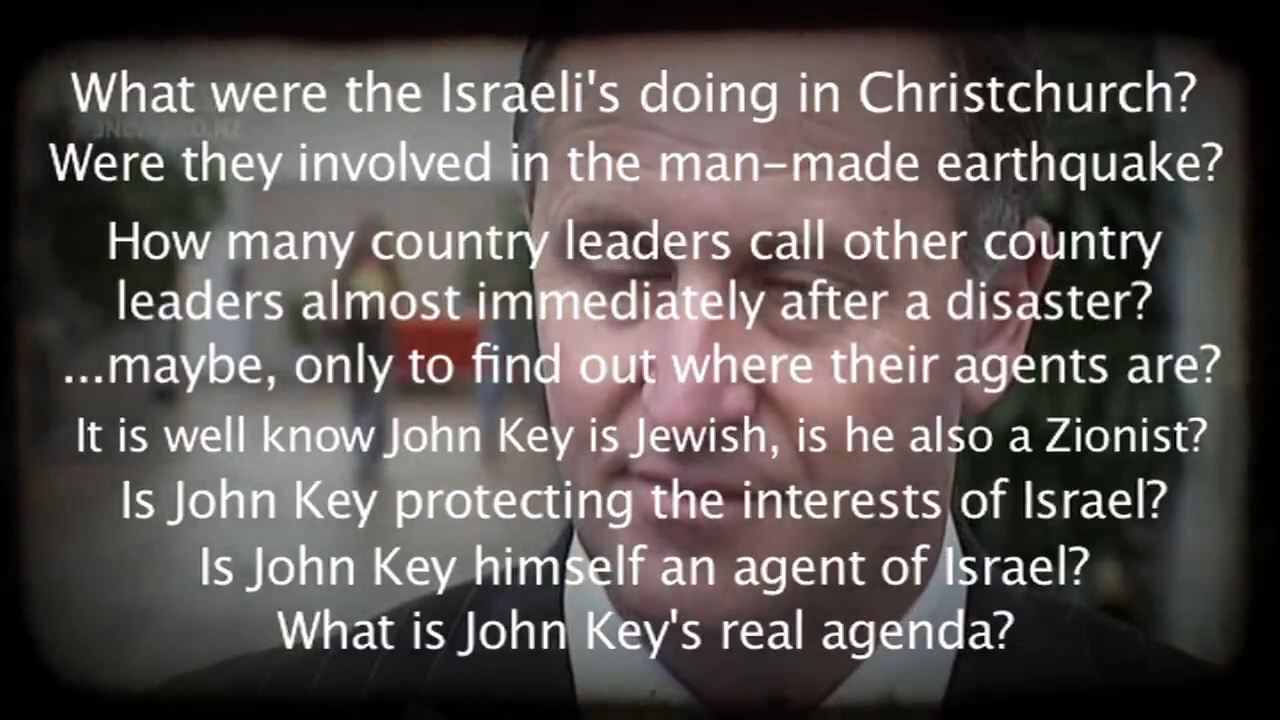 What were the Israeli's doing in Christchurch?
Were they involved in the man-made earthquake?
How many country leaders call other country
leaders almost immediately after a disaster?
...maybe, only to find out where their agents are?
It is well know John Key is Jewish, is he also a Zionist?
Is John Key protecting the interests of Israel?
Is John Key himself an agent of Israel?
What is John Key's real agenda?